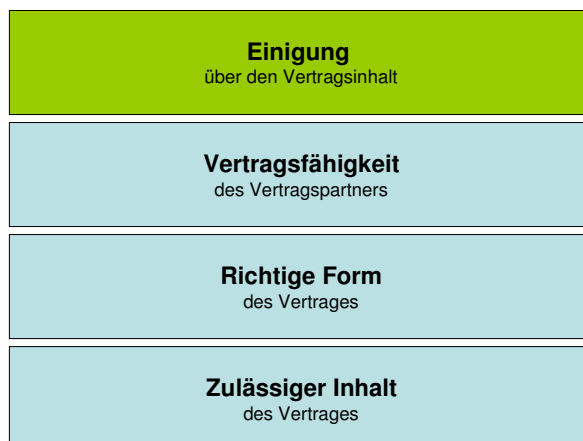 Einigung
über den Vertragsinhalt
Vertragsfähigkeit
des Vertragspartners
Richtige Form
des Vertrages
Zulässiger Inhalt
des Vertrages